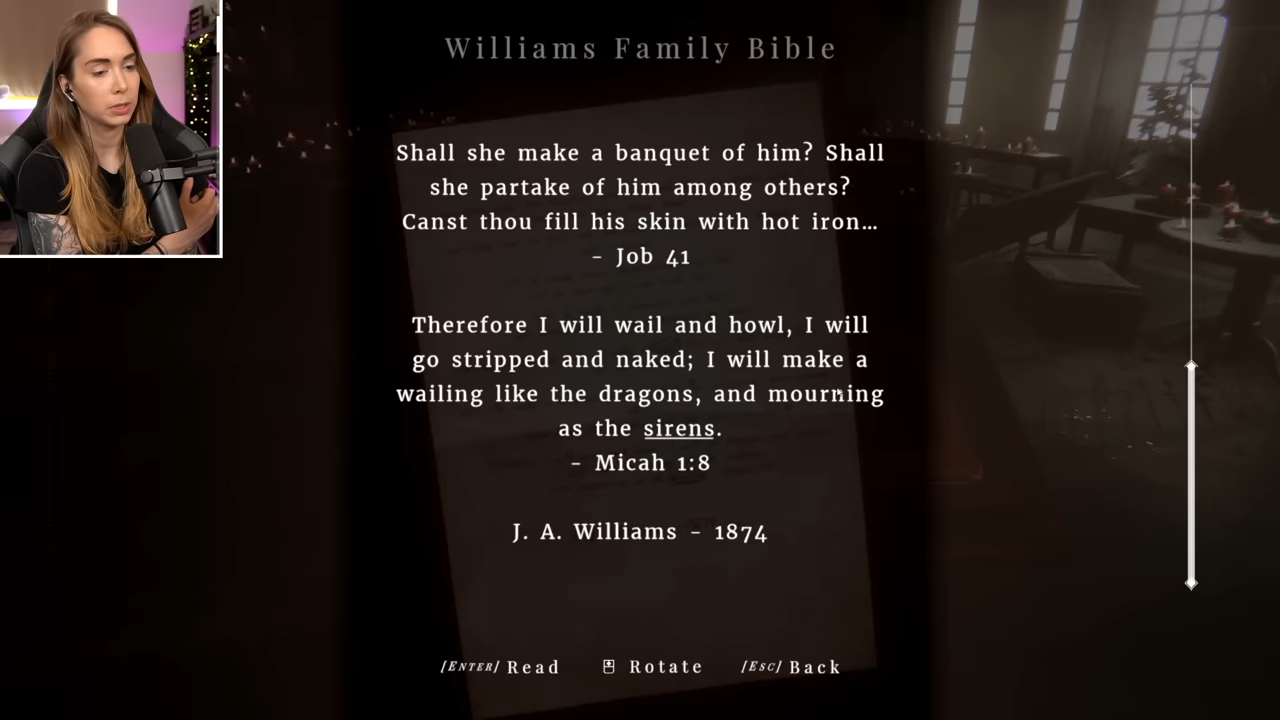 Williams Family Bible
Shall she make a banquet of him? Shall
she partake of him among others?
Canst thou fill his skin with hot iron…
- Job 41
Therefore I will wail and howl, I will
go stripped and naked; I will make a
wailing like the dragons, and mourning
as the sirens.
- Micah 1:8
J. A. Williams - 1874
[Enter] Read Rotate [Esc] Back